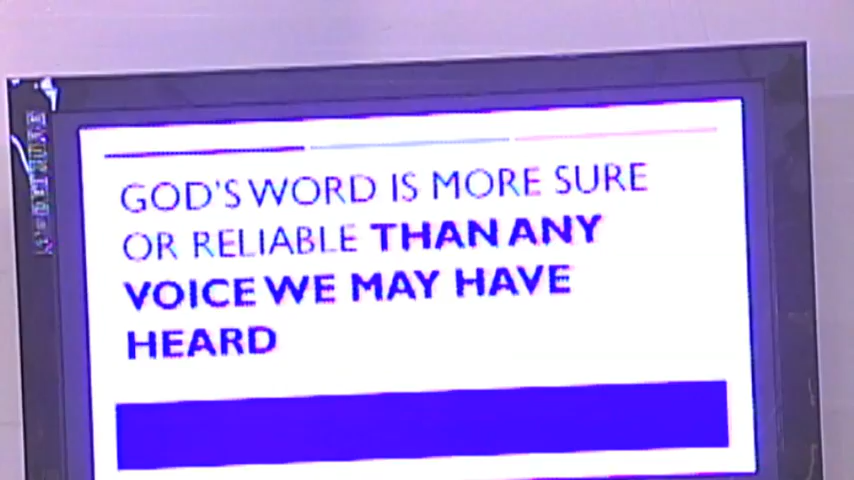 GOD'S WORD IS MORE SURE
OR RELIABLE THAN ANY
VOICE WE MAY HAVE
HEARD